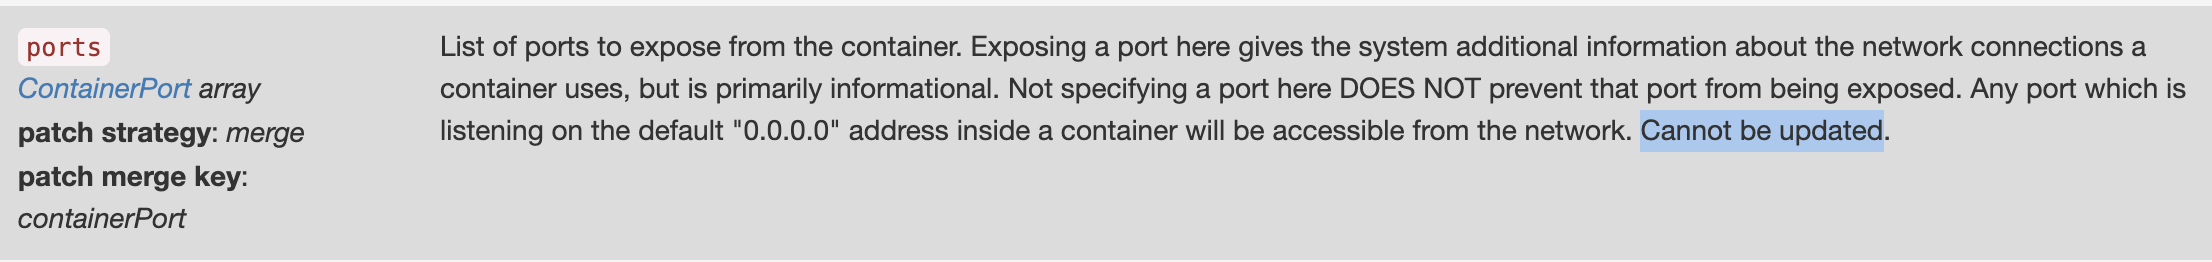 ports
ContainerPort array
patch strategy: merge
patch merge key:
containerPort
List of ports to expose from the container. Exposing a port here gives the system additional information about the network connections a
container uses, but is primarily informational. Not specifying a port here DOES NOT prevent that port from being exposed. Any port which is
listening on the default "0.0.0.0" address inside a container will be accessible from the network. Cannot be updated.